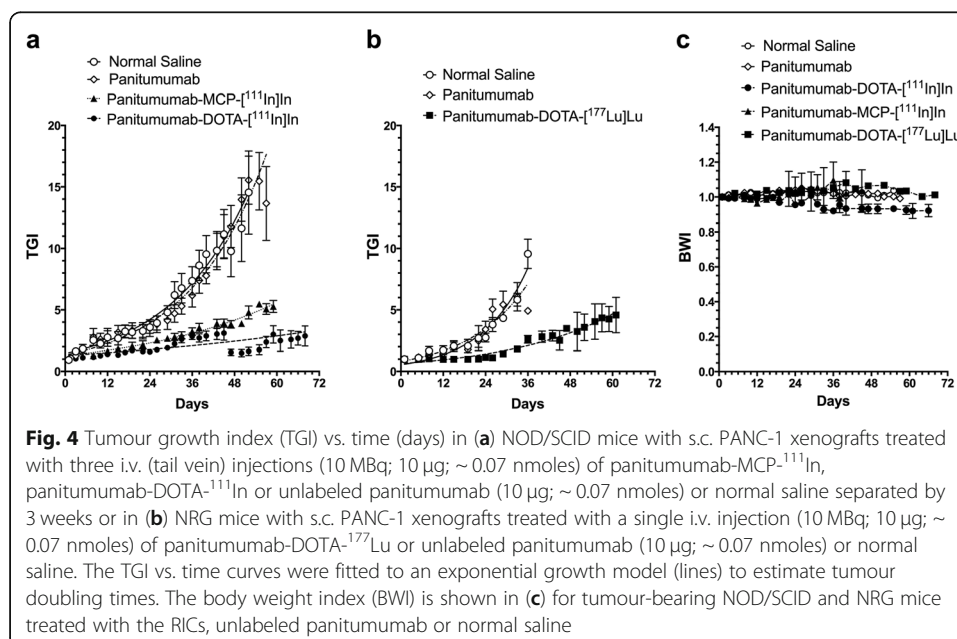 a
Normal Saline
Panitumumab
Panitumumab-MCP-[111In]In
Panitumumab-DOTA-[111In]In
20
15
10
5
0
TGI
0 12 24 36 48 60 72
Days
b
Normal Saline
Panitumumab
Panitumumab-DOTA-[177Lu]Lu
20
15
10
5
0
TGI
0 12 24 36 48 60 72
Days
c
Normal Saline
Panitumumab
Panitumumab-DOTA-[111In]In
Panitumumab-MCP-[111In]In
Panitumumab-DOTA-[177Lu]Lu
1.4
1.2
1.0
0.8
0.6
0.4
0.2
0.0
BWI
0 12 24 36 48 60 72
Days
Fig. 4 Tumour growth index (TGI) vs. time (days) in (a) NOD/SCID mice with s.c. PANC-1 xenografts treated
with three i.v. (tail vein) injections (10 MBq; 10 μg; ~ 0.07 nmoles) of panitumumab-MCP-111In,
panitumumab-DOTA-111In or unlabeled panitumumab (10 μg; ~ 0.07 nmoles) or normal saline separated by
3 weeks or in (b) NRG mice with s.c. PANC-1 xenografts treated with a single i.v. injection (10 MBq; 10 μg; ~
0.07 nmoles) of panitumumab-DOTA-177Lu or unlabeled panitumumab (10 μg; ~ 0.07 nmoles) or normal
saline. The TGI vs. time curves were fitted to an exponential growth model (lines) to estimate tumour
doubling times. The body weight index (BWI) is shown in (c) for tumour-bearing NOD/SCID and NRG mice
treated with the RICs, unlabeled panitumumab or normal saline